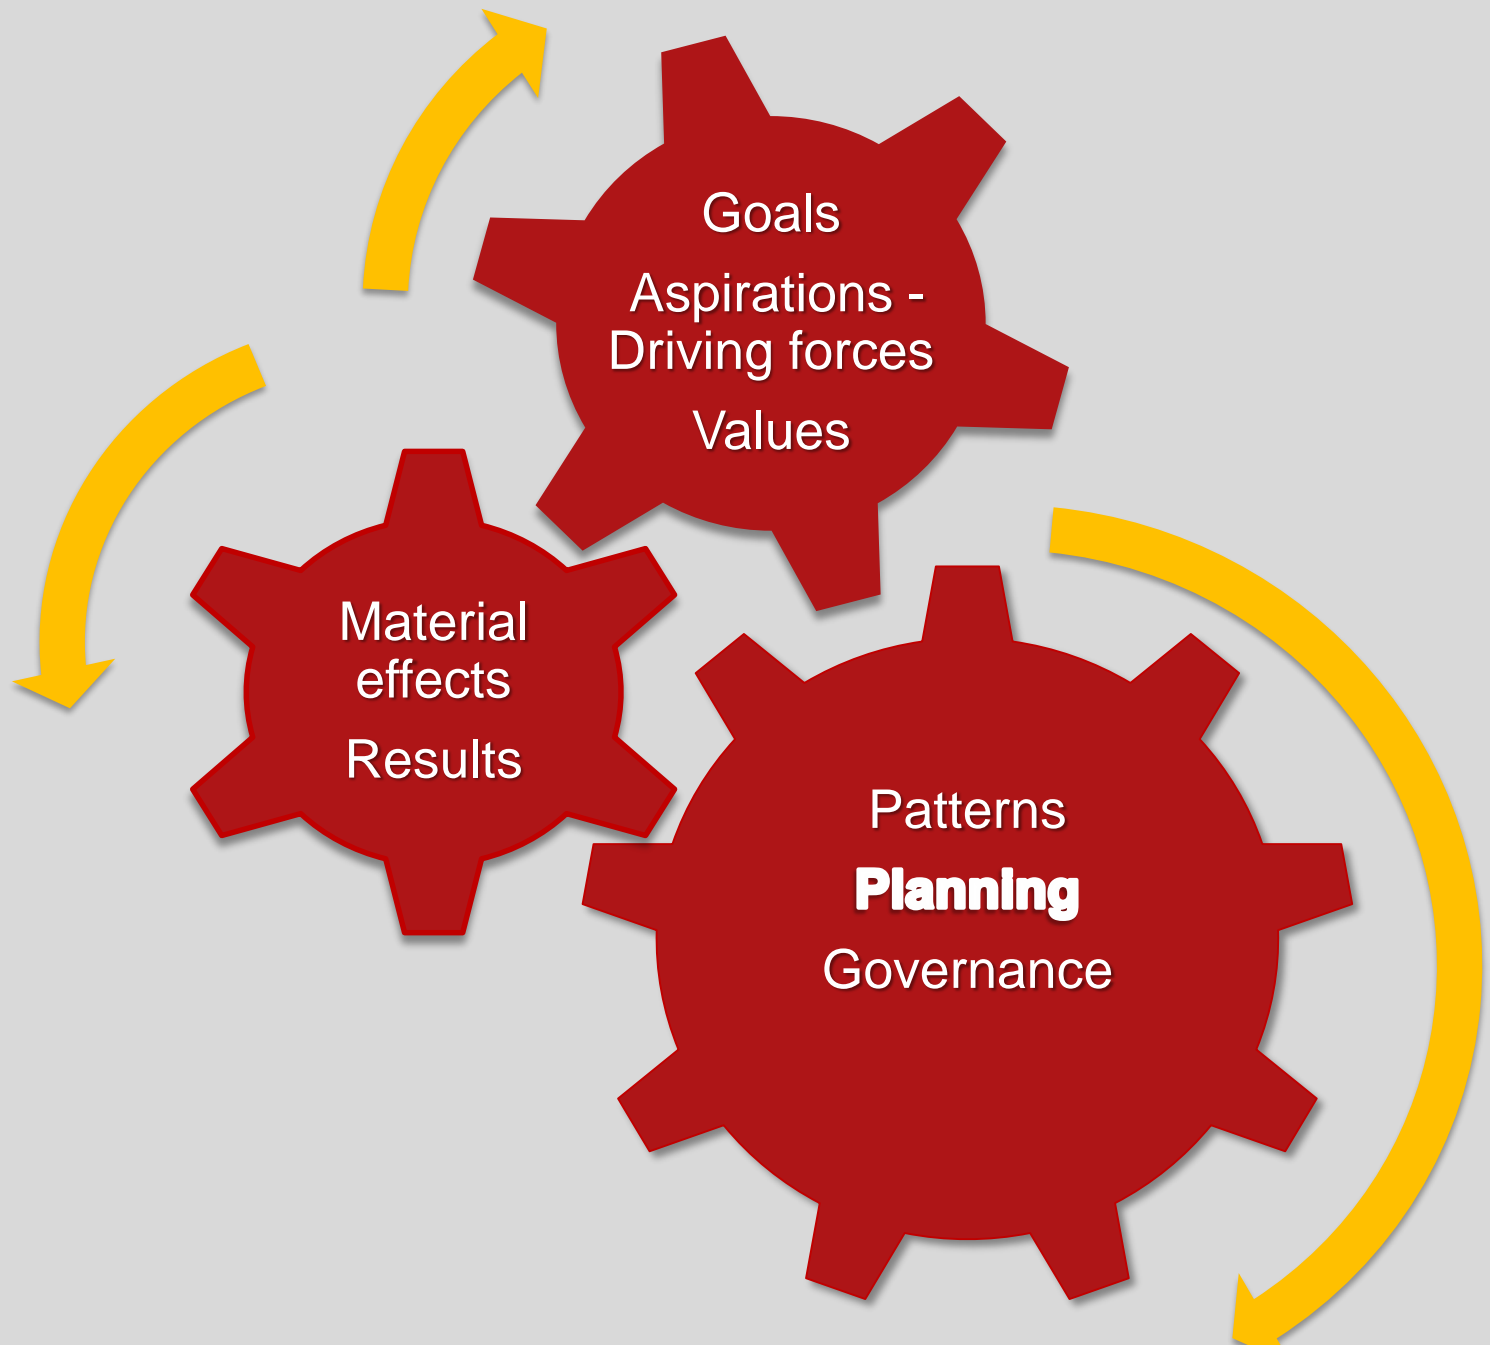 Goals
Aspirations -
Driving forces
Values
Material
effects
Results
Patterns
Planning
Governance